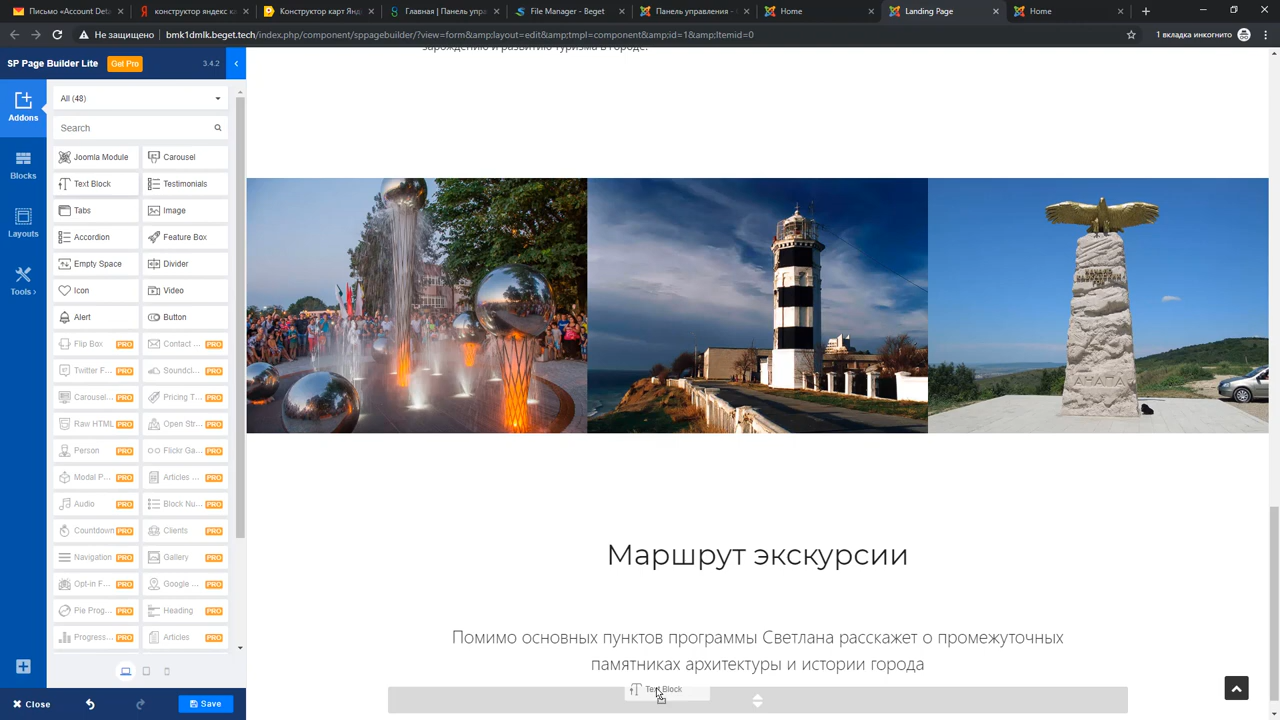 "Account Detai
конструктор яндекс ка
Конструктор карт Янд
Главная | Панель упра
File Manager - Beget
Панель управления -
Home
Landing Page
Home
Не защищено
bmk1dmlk.beget.tech/index.php/component/sppagebuilder/?view=form&amp;layout=edit&amp;tmpl=component&amp;id=1&amp;Itemid=0
1 вкладка инкогнито
SP Page Builder Lite
Get Pro
3.4.2
Addons
Blocks
Layouts
Tools
All (48)
Search
Joomla Module
Carousel
Text Block
Testimonials
Tabs
Image
Accordion
Feature Box
Empty Space
Divider
Icon
Video
Alert
Button
Flip Box PRO
Contact ... PRO
Twitter F... PRO
Soundcl... PRO
Carousel... PRO
Pricing T... PRO
Raw HTML PRO
Open Str... PRO
Person PRO
Flickr Ga... PRO
Modal P... PRO
Articles ... PRO
Audio PRO
Block Nu... PRO
Countdown PRO
Clients PRO
Navigation PRO
Gallery PRO
Opt-in F... PRO
Google ... PRO
Pie Prog... PRO
Heading PRO
Progress... PRO
Articles PRO
Close
Save
зарождению и развитию туризма в городе.
АНАПА
Маршрут экскурсии
Помимо основных пунктов программы Светлана расскажет о промежуточных
памятниках архитектуры и истории города
Text Block